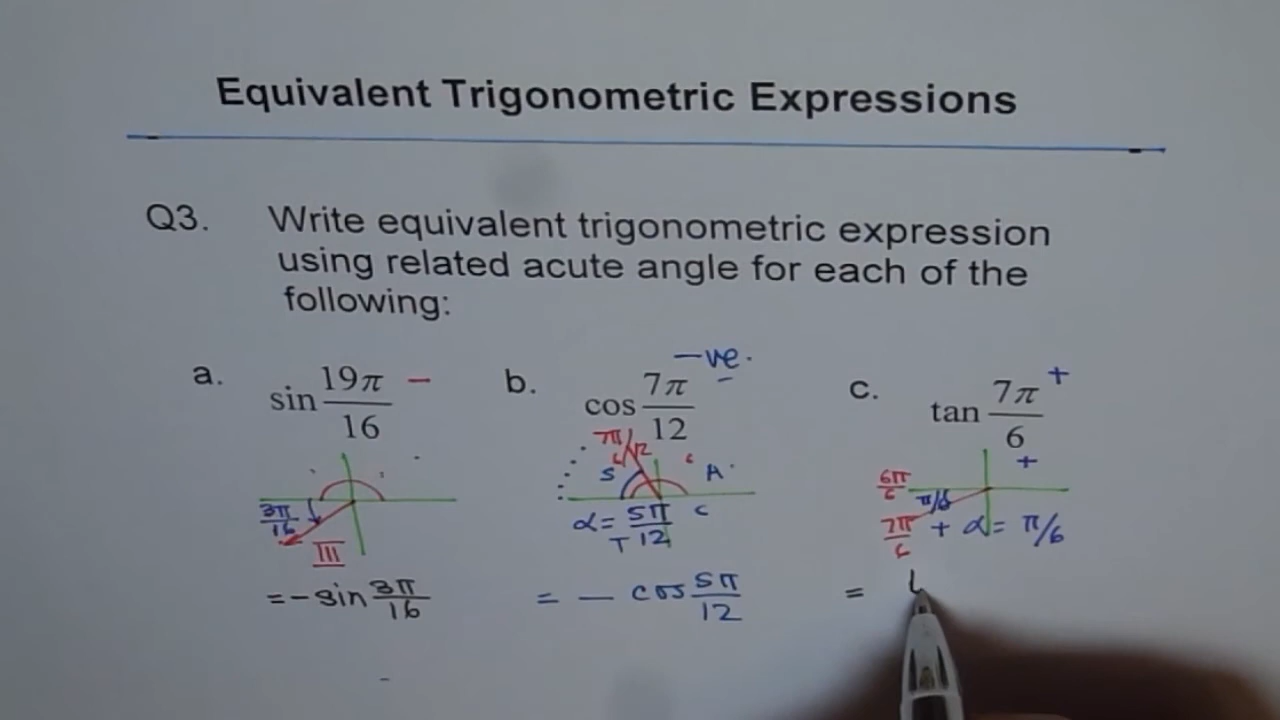 Equivalent Trigonometric Expressions
Q3. Write equivalent trigonometric expression
using related acute angle for each of the
following:
a. sin 19π/16 −
b. cos 7π/12 −ve.
c. tan 7π/6 +
3π/16
III
= − sin 3π/16
S A
T C
α = 5π/12
= − cos 5π/12
6π/6 π/6 +
7π/6 + α = π/6
=